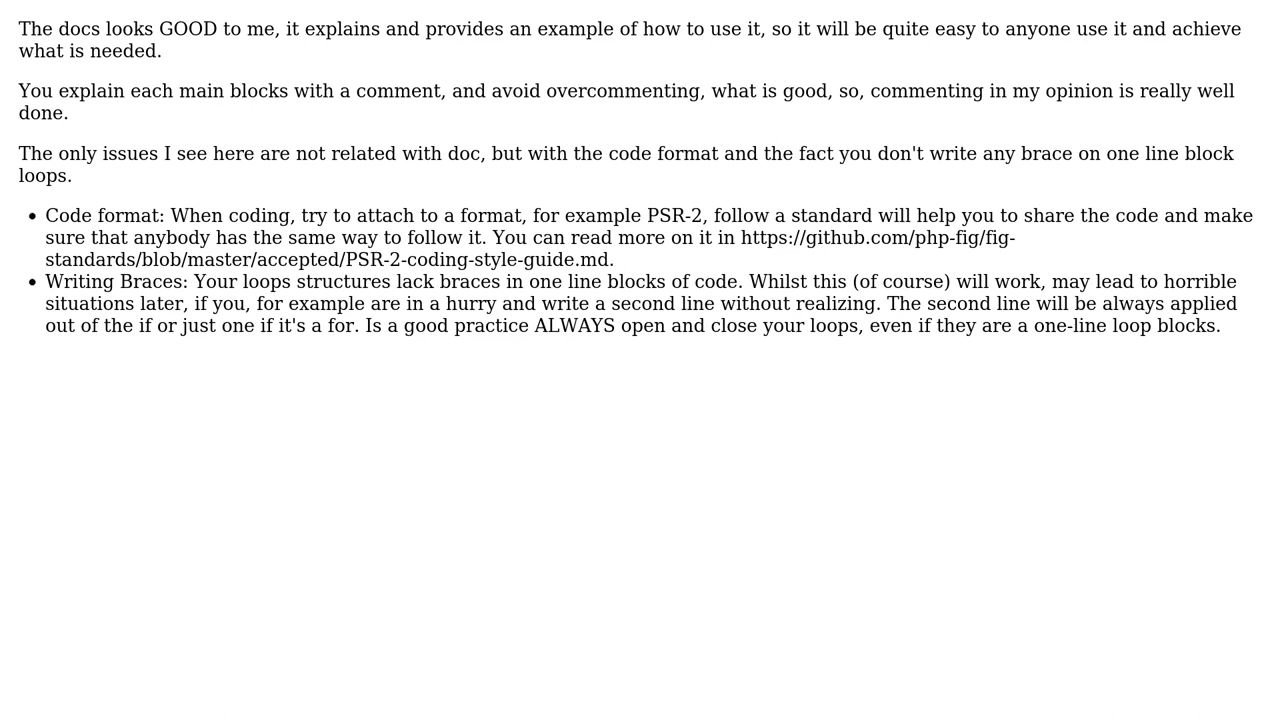 The docs looks GOOD to me, it explains and provides an example of how to use it, so it will be quite easy to anyone use it and achieve
what is needed.
You explain each main blocks with a comment, and avoid overcommenting, what is good, so, commenting in my opinion is really well
done.
The only issues I see here are not related with doc, but with the code format and the fact you don't write any brace on one line block
loops.
• Code format: When coding, try to attach to a format, for example PSR-2, follow a standard will help you to share the code and make
sure that anybody has the same way to follow it. You can read more on it in https://github.com/php-fig/fig-
standards/blob/master/accepted/PSR-2-coding-style-guide.md.
• Writing Braces: Your loops structures lack braces in one line blocks of code. Whilst this (of course) will work, may lead to horrible
situations later, if you, for example are in a hurry and write a second line without realizing. The second line will be always applied
out of the if or just one if it's a for. Is a good practice ALWAYS open and close your loops, even if they are a one-line loop blocks.